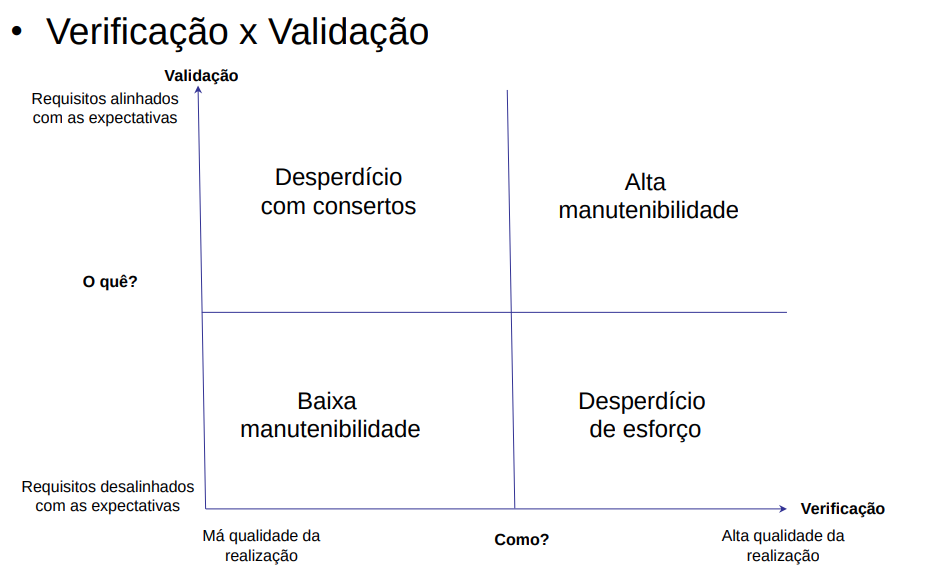 • Verificação x Validação
Validação
Requisitos alinhados
com as expectativas
Desperdício
com consertos
Alta
manutenibilidade
O quê?
Baixa
manutenibilidade
Desperdício
de esforço
Requisitos desalinhados
com as expectativas
Verificação
Má qualidade da
realização
Como?
Alta qualidade da
realização